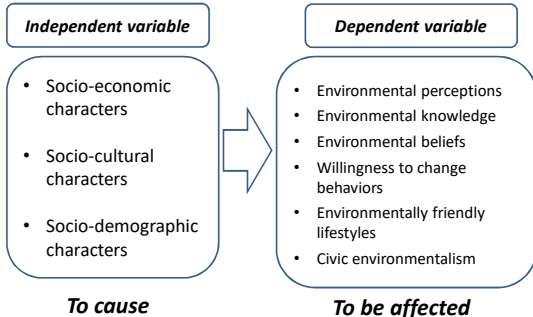 Independent variable
• Socio-economic
characters
• Socio-cultural
characters
• Socio-demographic
characters
To cause
Dependent variable
• Environmental perceptions
• Environmental knowledge
• Environmental beliefs
• Willingness to change
behaviors
• Environmentally friendly
lifestyles
• Civic environmentalism
To be affected